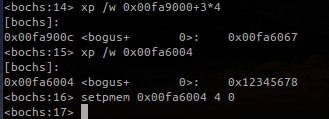 <bochs:14> xp /w 0x00fa9000+3*4
[bochs]:
0x00fa900c <bogus+       0>:    0x00fa6067
<bochs:15> xp /w 0x00fa6004
[bochs]:
0x00fa6004 <bogus+       0>:    0x12345678
<bochs:16> setpmem 0x00fa6004 4 0
<bochs:17>